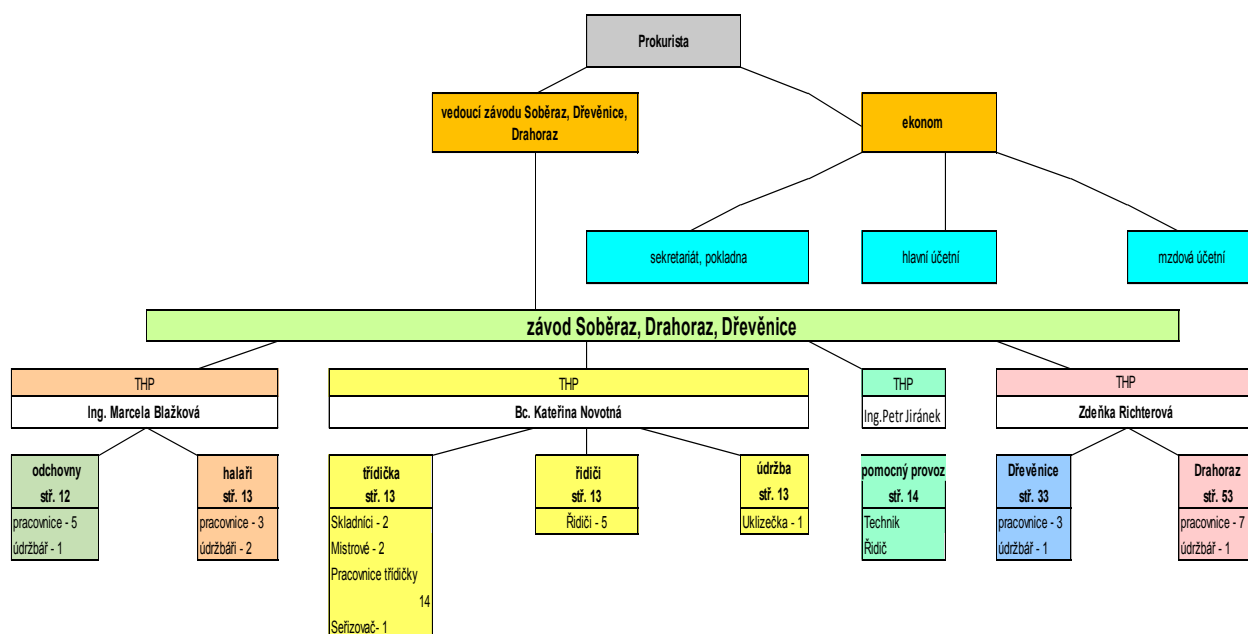 Prokurista
vedoucí závodu Soběraz, Dřevěnice,
Drahoraz
ekonom
sekretariát, pokladna
hlavní účetní
mzdová účetní
závod Soběraz, Drahoraz, Dřevěnice
THP
Ing. Marcela Blažková
THP
Bc. Kateřina Novotná
THP
Ing.Petr Jiránek
THP
Zdeňka Richterová
odchovny
stř. 12
pracovnice - 5
údržbář - 1
halaři
stř. 13
pracovnice - 3
údržbáři - 2
třídička
stř. 13
Skladníci - 2
Mistrové - 2
Pracovnice třídičky
14
Seřizovač- 1
řidiči
stř. 13
Řidiči - 5
údržba
stř. 13
Uklizečka - 1
pomocný provoz
stř. 14
Technik
Řidič
Dřevěnice
stř. 33
pracovnice - 3
údržbář - 1
Drahoraz
stř. 53
pracovnice - 7
údržbář - 1